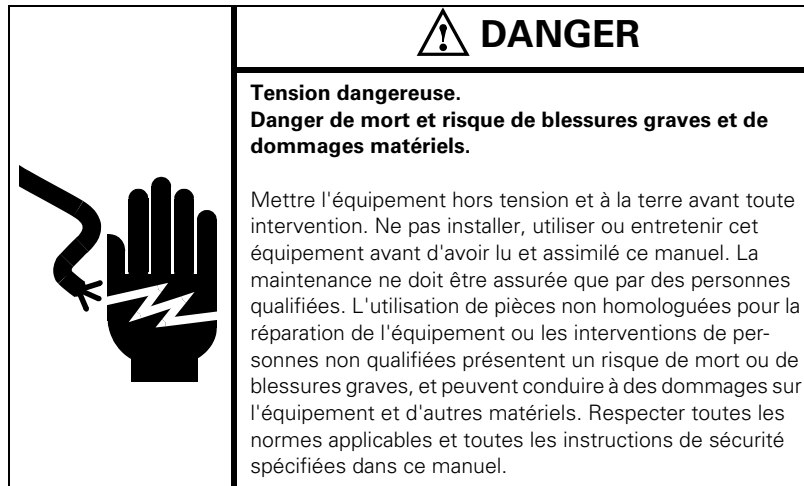 DANGER
Tension dangereuse.
Danger de mort et risque de blessures graves et de
dommages matériels.
Mettre l'équipement hors tension et à la terre avant toute
intervention. Ne pas installer, utiliser ou entretenir cet
équipement avant d'avoir lu et assimilé ce manuel. La
maintenance ne doit être assurée que par des personnes
qualifiées. L'utilisation de pièces non homologuées pour la
réparation de l'équipement ou les interventions de per-
sonnes non qualifiées présentent un risque de mort ou de
blessures graves, et peuvent conduire à des dommages sur
l'équipement et d'autres matériels. Respecter toutes les
normes applicables et toutes les instructions de sécurité
spécifiées dans ce manuel.